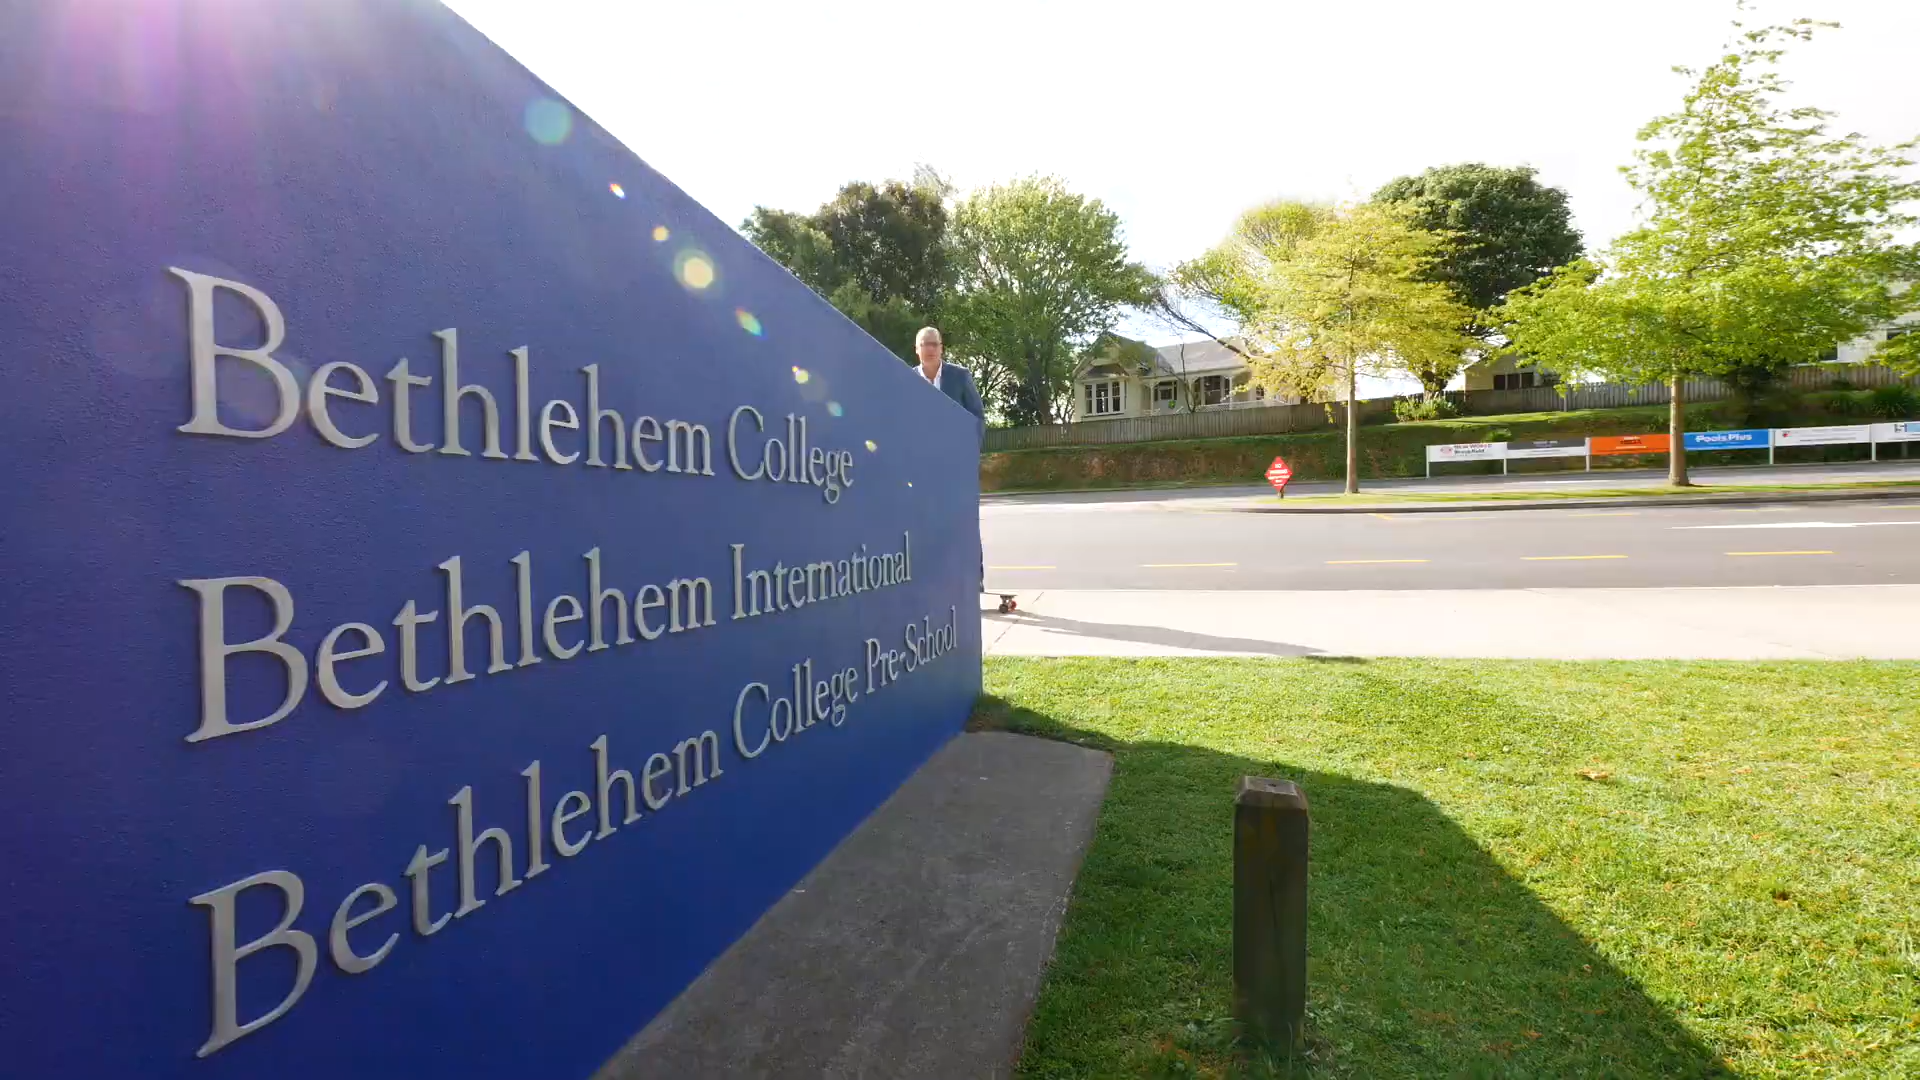 Bethlehem College
Bethlehem International
Bethlehem College Pre-School
Pools Plus